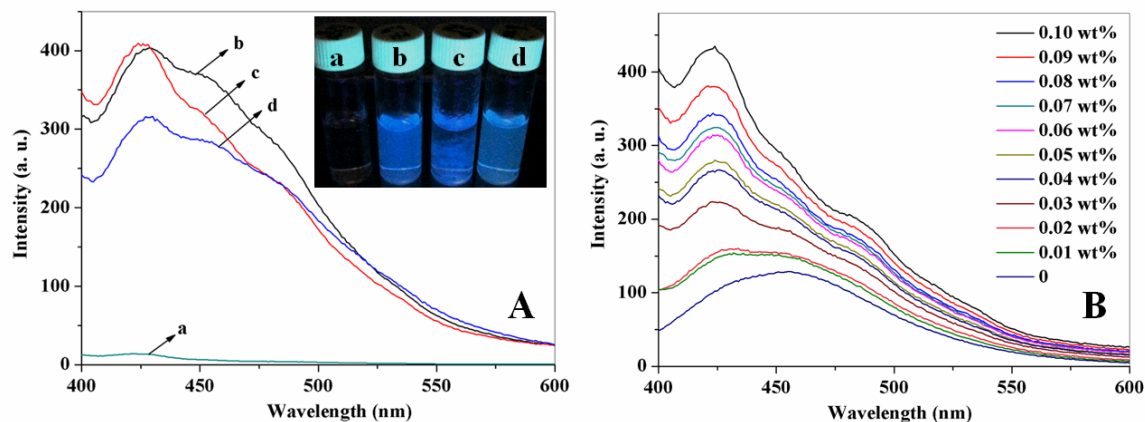 400
300
200
100
0
Intensity (a. u.)
400 450 500 550 600
Wavelength (nm)
b
c
d
a
a b c d
A
400
300
200
100
0
Intensity (a. u.)
400 450 500 550 600
Wavelength (nm)
0.10 wt%
0.09 wt%
0.08 wt%
0.07 wt%
0.06 wt%
0.05 wt%
0.04 wt%
0.03 wt%
0.02 wt%
0.01 wt%
0
B